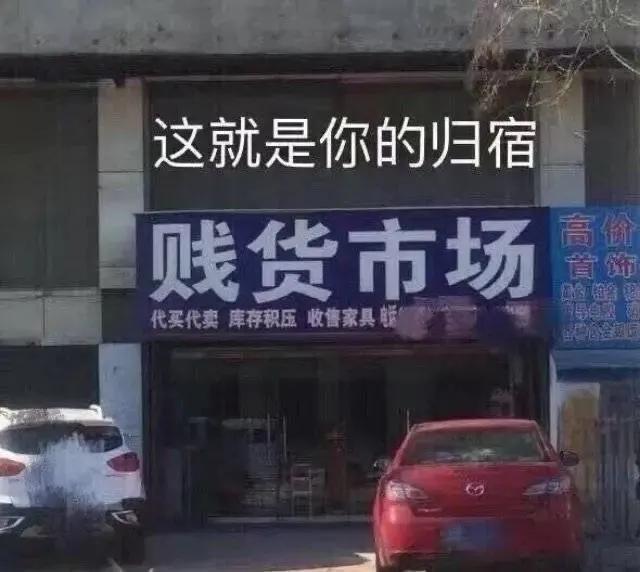 这就是你的归宿
贱货市场
代买代卖 库存积压 收售家具
高价
首饰